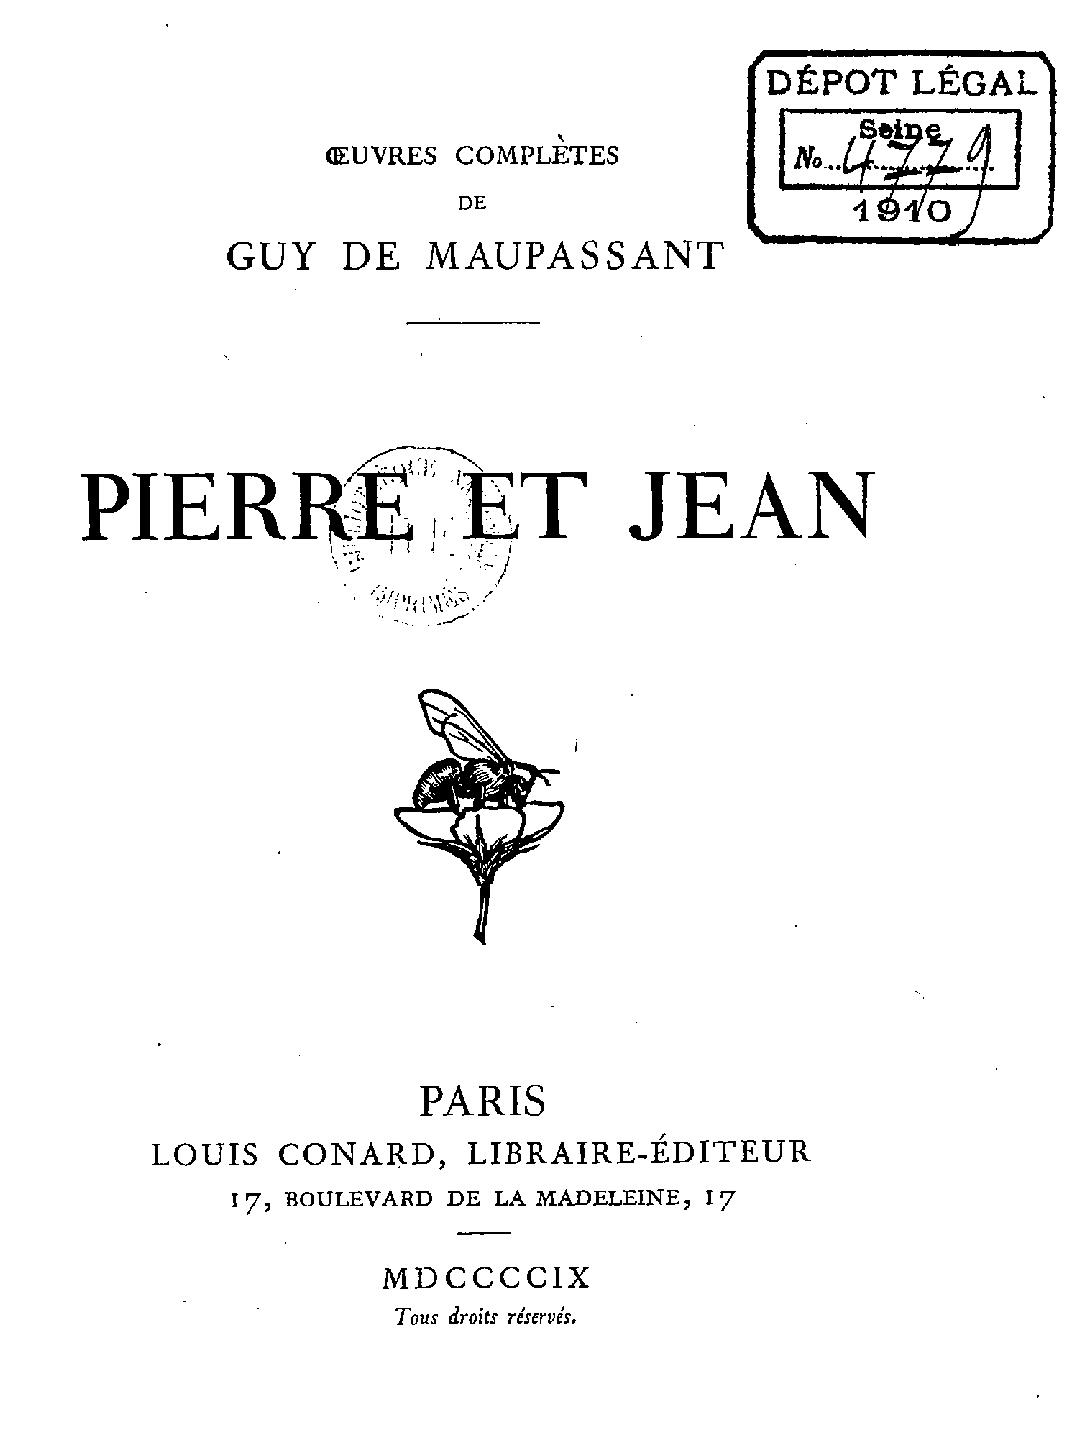 DÉPOT LÉGAL
Seine
No 4779
1910
ŒUVRES COMPLÈTES
DE
GUY DE MAUPASSANT
PIERRE ET JEAN
IMPRIMÉS
PARIS
LOUIS CONARD, LIBRAIRE-ÉDITEUR
17, BOULEVARD DE LA MADELEINE, 17
MDCCCCIX
Tous droits réservés.